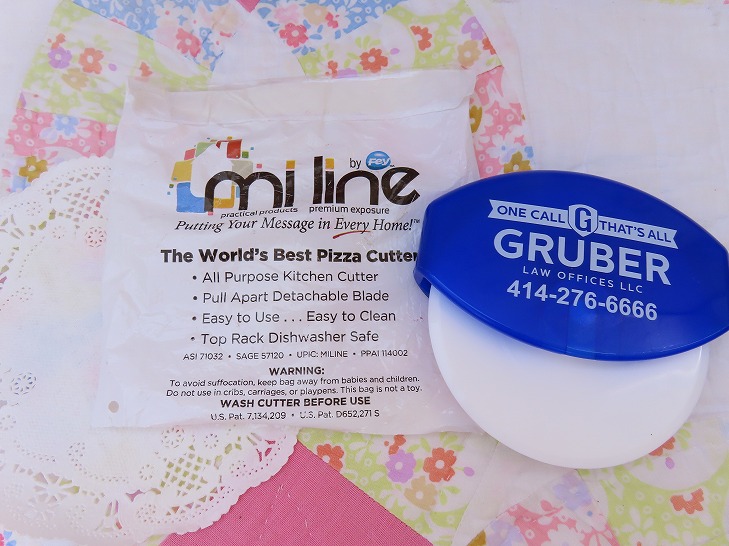 by Fey
mi line
practical products premium exposure
Putting Your Message in Every Home!™
The World's Best Pizza Cutter
• All Purpose Kitchen Cutter
• Pull Apart Detachable Blade
• Easy to Use . . . Easy to Clean
• Top Rack Dishwasher Safe
ASI 71032 • SAGE 57120 • UPIC: MILINE • PPAI 114002
WARNING:
To avoid suffocation, keep bag away from babies and children.
Do not use in cribs, carriages, or playpens. This bag is not a toy.
WASH CUTTER BEFORE USE
U.S. Pat. 7,134,209 • U.S. Pat. D652,271 S
ONE CALL G THAT'S ALL
GRUBER
LAW OFFICES LLC
414-276-6666